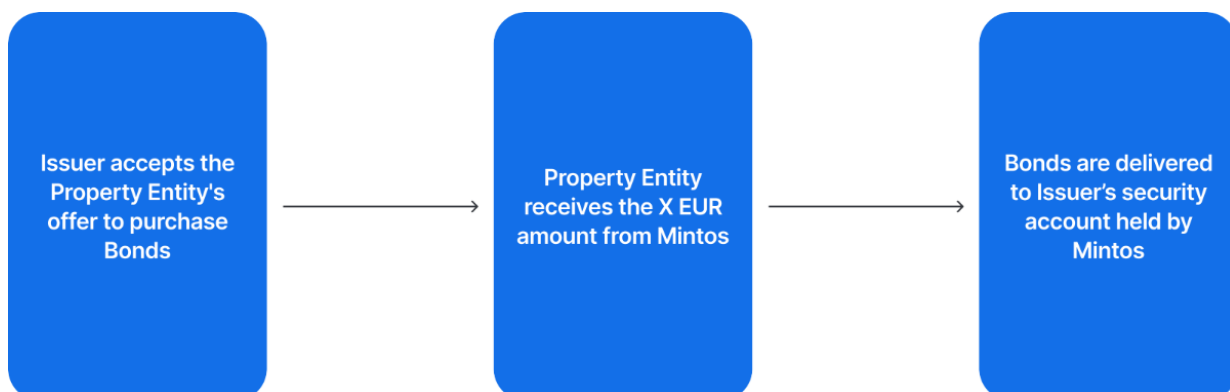 Issuer accepts the
Property Entity's
offer to purchase
Bonds
Property Entity
receives the X EUR
amount from Mintos
Bonds are delivered
to Issuer’s security
account held by
Mintos